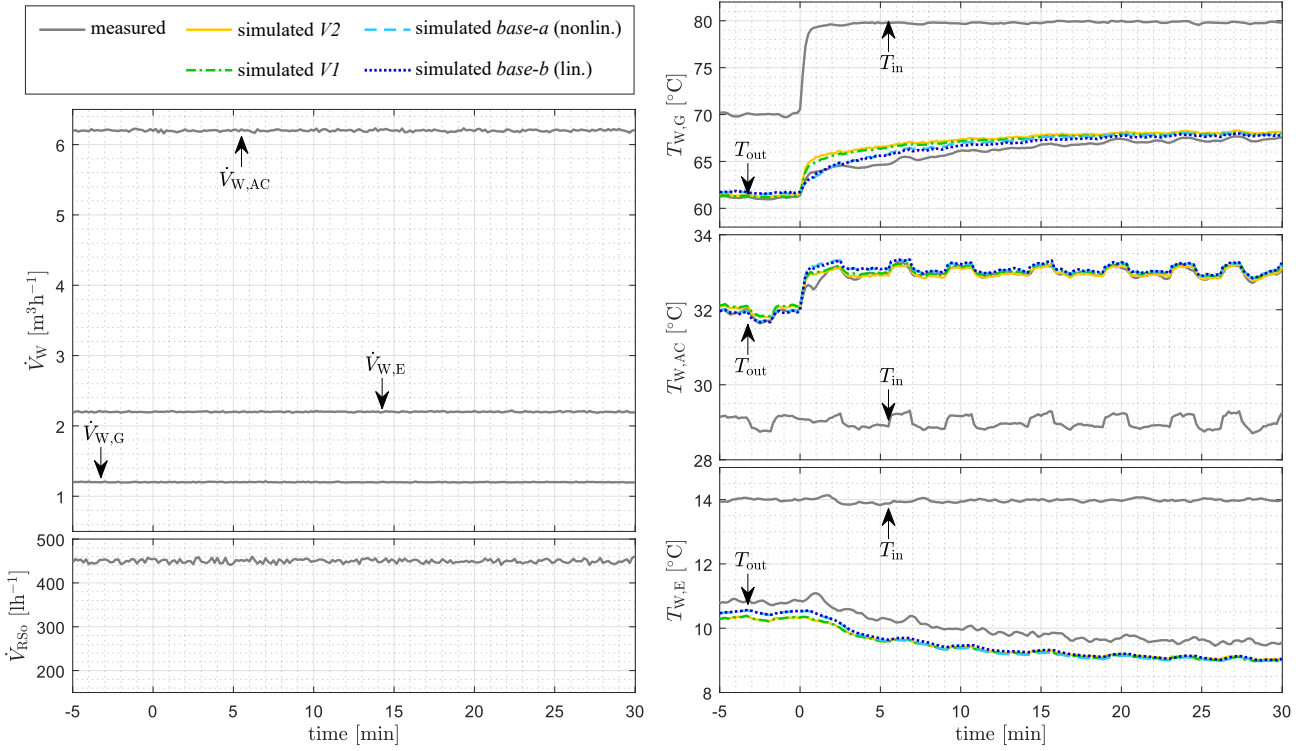 measured
simulated V2
simulated base-a (nonlin.)
simulated V1
simulated base-b (lin.)
V̇W,AC
V̇W,E
V̇W,G
V̇W [m³h⁻¹]
6
5
4
3
2
1
V̇RSo [lh⁻¹]
500
400
300
200
-5 0 5 10 15 20 25 30
time [min]
TW,G [°C]
80
75
70
65
60
Tin
Tout
TW,AC [°C]
34
32
30
29
28
Tout
Tin
TW,E [°C]
14
12
10
8
Tin
Tout
-5 0 5 10 15 20 25 30
time [min]